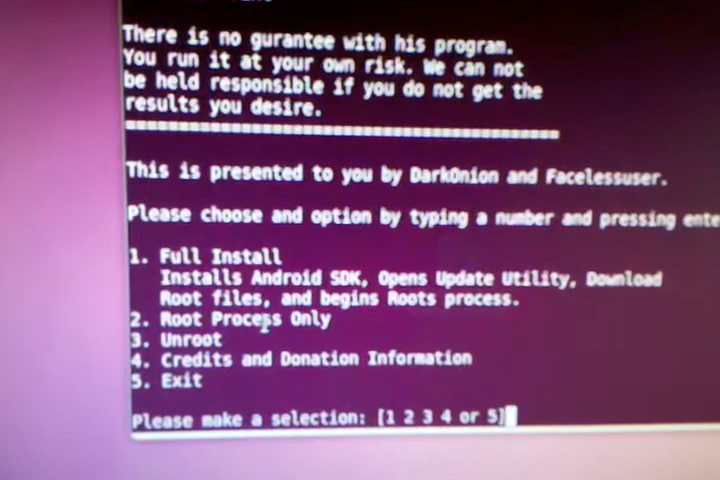 There is no gurantee with his program.
You run it at your own risk. We can not
be held responsible if you do not get the
results you desire.
=========================================
This is presented to you by DarkOnion and Facelessuser.
Please choose and option by typing a number and pressing ente
1. Full Install
Installs Android SDK, Opens Update Utility, Download
Root files, and begins Roots process.
2. Root Process Only
3. Unroot
4. Credits and Donation Information
5. Exit
Please make a selection: [1 2 3 4 or 5]